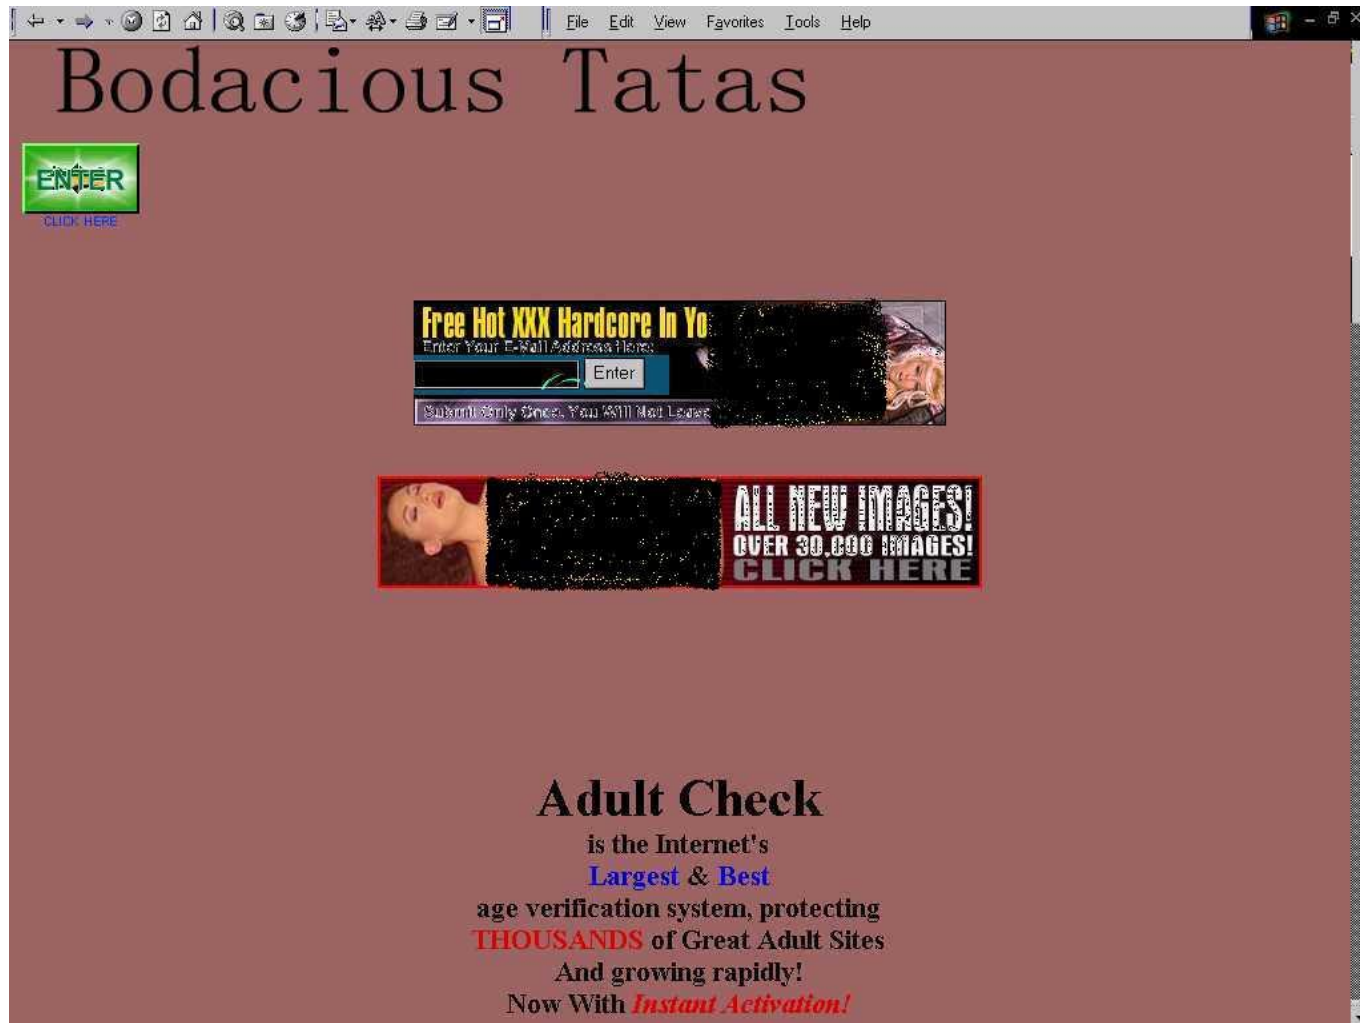 File Edit View Favorites Tools Help
Bodacious Tatas
ENTER
CLICK HERE
Free Hot XXX Hardcore In Yo
Enter Your E-Mail Address Here:
Enter
Submit Only Once. You Will Not Leave
ALL NEW IMAGES!
OVER 30,000 IMAGES!
CLICK HERE
Adult Check
is the Internet's
Largest & Best
age verification system, protecting
THOUSANDS of Great Adult Sites
And growing rapidly!
Now With Instant Activation!